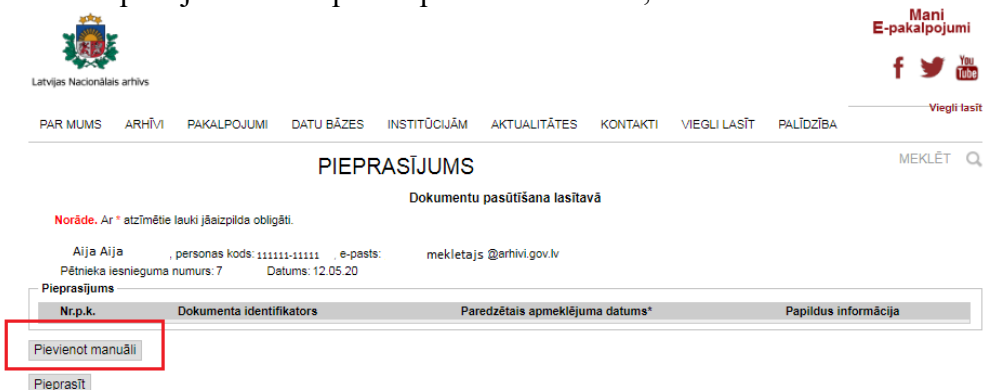 Mani
E-pakalpojumi
Latvijas Nacionālais arhīvs
You
Tube
Viegli lasīt
PAR MUMS ARHĪVI PAKALPOJUMI DATU BĀZES INSTITŪCIJĀM AKTUALITĀTES KONTAKTI VIEGLI LASĪT PALĪDZĪBA
PIEPRASĪJUMS
MEKLĒT
Dokumentu pasūtīšana lasītavā
Norāde. Ar * atzīmētie lauki jāaizpilda obligāti.
Aija Aija , personas kods: 111111-11111 , e-pasts: mekletajs @arhivi.gov.lv
Pētnieka iesnieguma numurs: 7 Datums: 12.05.20
Pieprasījums
Nr.p.k. Dokumenta identifikators Paredzētais apmeklējuma datums* Papildus informācija
Pievienot manuāli
Pieprasīt